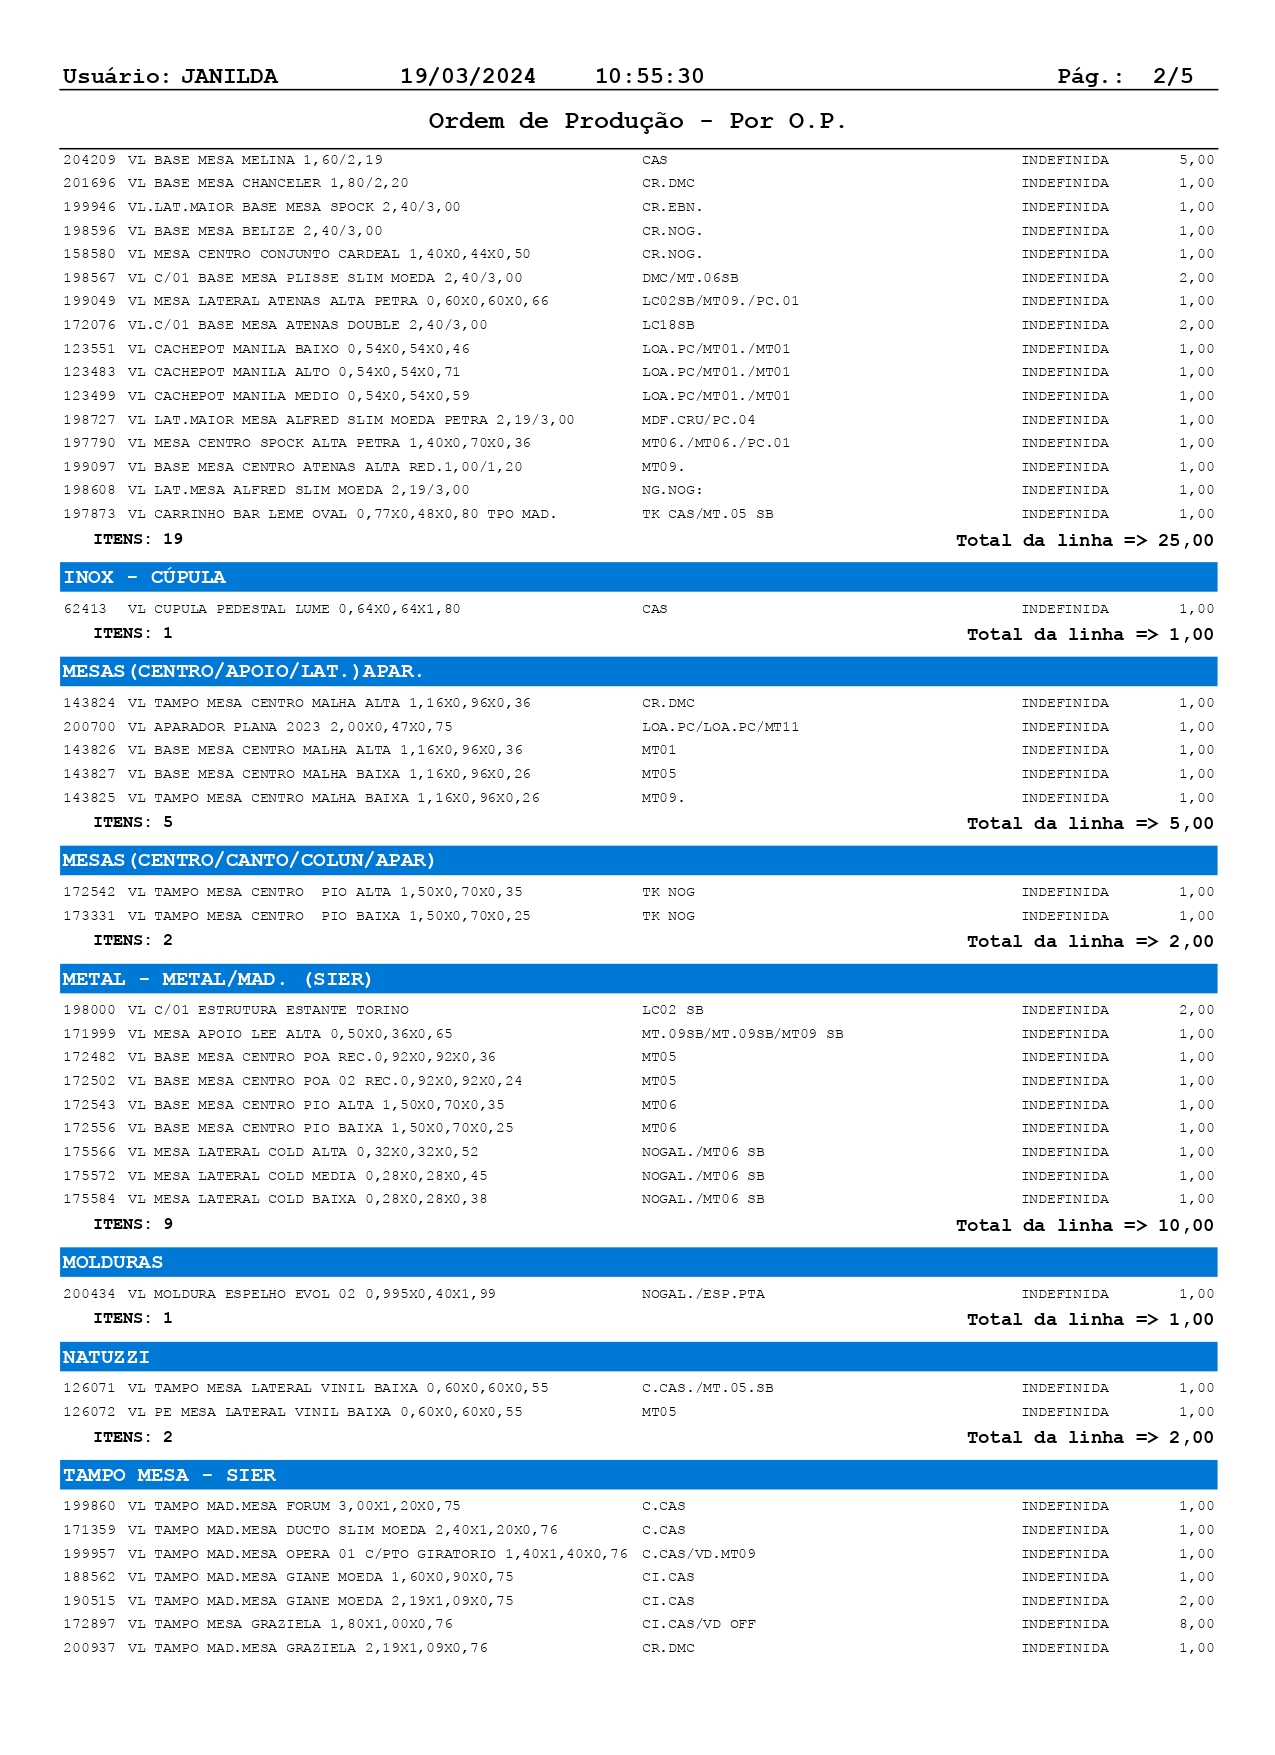 Usuário: JANILDA 19/03/2024 10:55:30 Pág.: 2/5
Ordem de Produção - Por O.P.
204209 VL BASE MESA MELINA 1,60/2,19 CAS INDEFINIDA 5,00
201696 VL BASE MESA CHANCELER 1,80/2,20 CR.DMC INDEFINIDA 1,00
199946 VL.LAT.MAIOR BASE MESA SPOCK 2,40/3,00 CR.EBN. INDEFINIDA 1,00
198596 VL BASE MESA BELIZE 2,40/3,00 CR.NOG. INDEFINIDA 1,00
158580 VL MESA CENTRO CONJUNTO CARDEAL 1,40X0,44X0,50 CR.NOG. INDEFINIDA 1,00
198567 VL C/01 BASE MESA PLISSE SLIM MOEDA 2,40/3,00 DMC/MT.06SB INDEFINIDA 2,00
199049 VL MESA LATERAL ATENAS ALTA PETRA 0,60X0,60X0,66 LC02SB/MT09./PC.01 INDEFINIDA 1,00
172076 VL.C/01 BASE MESA ATENAS DOUBLE 2,40/3,00 LC18SB INDEFINIDA 2,00
123551 VL CACHEPOT MANILA BAIXO 0,54X0,54X0,46 LOA.PC/MT01./MT01 INDEFINIDA 1,00
123483 VL CACHEPOT MANILA ALTO 0,54X0,54X0,71 LOA.PC/MT01./MT01 INDEFINIDA 1,00
123499 VL CACHEPOT MANILA MEDIO 0,54X0,54X0,59 LOA.PC/MT01./MT01 INDEFINIDA 1,00
198727 VL LAT.MAIOR MESA ALFRED SLIM MOEDA PETRA 2,19/3,00 MDF.CRU/PC.04 INDEFINIDA 1,00
197790 VL MESA CENTRO SPOCK ALTA PETRA 1,40X0,70X0,36 MT06./MT06./PC.01 INDEFINIDA 1,00
199097 VL BASE MESA CENTRO ATENAS ALTA RED.1,00/1,20 MT09. INDEFINIDA 1,00
198608 VL LAT.MESA ALFRED SLIM MOEDA 2,19/3,00 NG.NOG: INDEFINIDA 1,00
197873 VL CARRINHO BAR LEME OVAL 0,77X0,48X0,80 TPO MAD. TK CAS/MT.05 SB INDEFINIDA 1,00
ITENS: 19 Total da linha => 25,00
INOX - CÚPULA
62413 VL CUPULA PEDESTAL LUME 0,64X0,64X1,80 CAS INDEFINIDA 1,00
ITENS: 1 Total da linha => 1,00
MESAS(CENTRO/APOIO/LAT.)APAR.
143824 VL TAMPO MESA CENTRO MALHA ALTA 1,16X0,96X0,36 CR.DMC INDEFINIDA 1,00
200700 VL APARADOR PLANA 2023 2,00X0,47X0,75 LOA.PC/LOA.PC/MT11 INDEFINIDA 1,00
143826 VL BASE MESA CENTRO MALHA ALTA 1,16X0,96X0,36 MT01 INDEFINIDA 1,00
143827 VL BASE MESA CENTRO MALHA BAIXA 1,16X0,96X0,26 MT05 INDEFINIDA 1,00
143825 VL TAMPO MESA CENTRO MALHA BAIXA 1,16X0,96X0,26 MT09. INDEFINIDA 1,00
ITENS: 5 Total da linha => 5,00
MESAS(CENTRO/CANTO/COLUN/APAR)
172542 VL TAMPO MESA CENTRO  PIO ALTA 1,50X0,70X0,35 TK NOG INDEFINIDA 1,00
173331 VL TAMPO MESA CENTRO  PIO BAIXA 1,50X0,70X0,25 TK NOG INDEFINIDA 1,00
ITENS: 2 Total da linha => 2,00
METAL - METAL/MAD. (SIER)
198000 VL C/01 ESTRUTURA ESTANTE TORINO LC02 SB INDEFINIDA 2,00
171999 VL MESA APOIO LEE ALTA 0,50X0,36X0,65 MT.09SB/MT.09SB/MT09 SB INDEFINIDA 1,00
172482 VL BASE MESA CENTRO POA REC.0,92X0,92X0,36 MT05 INDEFINIDA 1,00
172502 VL BASE MESA CENTRO POA 02 REC.0,92X0,92X0,24 MT05 INDEFINIDA 1,00
172543 VL BASE MESA CENTRO PIO ALTA 1,50X0,70X0,35 MT06 INDEFINIDA 1,00
172556 VL BASE MESA CENTRO PIO BAIXA 1,50X0,70X0,25 MT06 INDEFINIDA 1,00
175566 VL MESA LATERAL COLD ALTA 0,32X0,32X0,52 NOGAL./MT06 SB INDEFINIDA 1,00
175572 VL MESA LATERAL COLD MEDIA 0,28X0,28X0,45 NOGAL./MT06 SB INDEFINIDA 1,00
175584 VL MESA LATERAL COLD BAIXA 0,28X0,28X0,38 NOGAL./MT06 SB INDEFINIDA 1,00
ITENS: 9 Total da linha => 10,00
MOLDURAS
200434 VL MOLDURA ESPELHO EVOL 02 0,995X0,40X1,99 NOGAL./ESP.PTA INDEFINIDA 1,00
ITENS: 1 Total da linha => 1,00
NATUZZI
126071 VL TAMPO MESA LATERAL VINIL BAIXA 0,60X0,60X0,55 C.CAS./MT.05.SB INDEFINIDA 1,00
126072 VL PE MESA LATERAL VINIL BAIXA 0,60X0,60X0,55 MT05 INDEFINIDA 1,00
ITENS: 2 Total da linha => 2,00
TAMPO MESA - SIER
199860 VL TAMPO MAD.MESA FORUM 3,00X1,20X0,75 C.CAS INDEFINIDA 1,00
171359 VL TAMPO MAD.MESA DUCTO SLIM MOEDA 2,40X1,20X0,76 C.CAS INDEFINIDA 1,00
199957 VL TAMPO MAD.MESA OPERA 01 C/PTO GIRATORIO 1,40X1,40X0,76 C.CAS/VD.MT09 INDEFINIDA 1,00
188562 VL TAMPO MAD.MESA GIANE MOEDA 1,60X0,90X0,75 CI.CAS INDEFINIDA 1,00
190515 VL TAMPO MAD.MESA GIANE MOEDA 2,19X1,09X0,75 CI.CAS INDEFINIDA 2,00
172897 VL TAMPO MESA GRAZIELA 1,80X1,00X0,76 CI.CAS/VD OFF INDEFINIDA 8,00
200937 VL TAMPO MAD.MESA GRAZIELA 2,19X1,09X0,76 CR.DMC INDEFINIDA 1,00